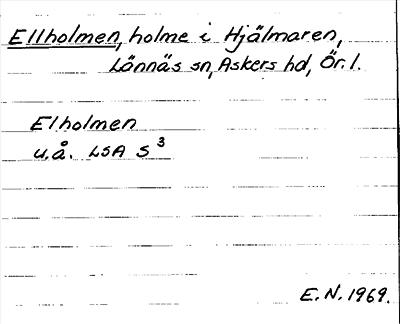 Ellholmen, holme i Hjälmaren,
Lännäs sn, Askers hd, Ör. l.
Elholmen
u.å. LSA S³
E. N. 1969.